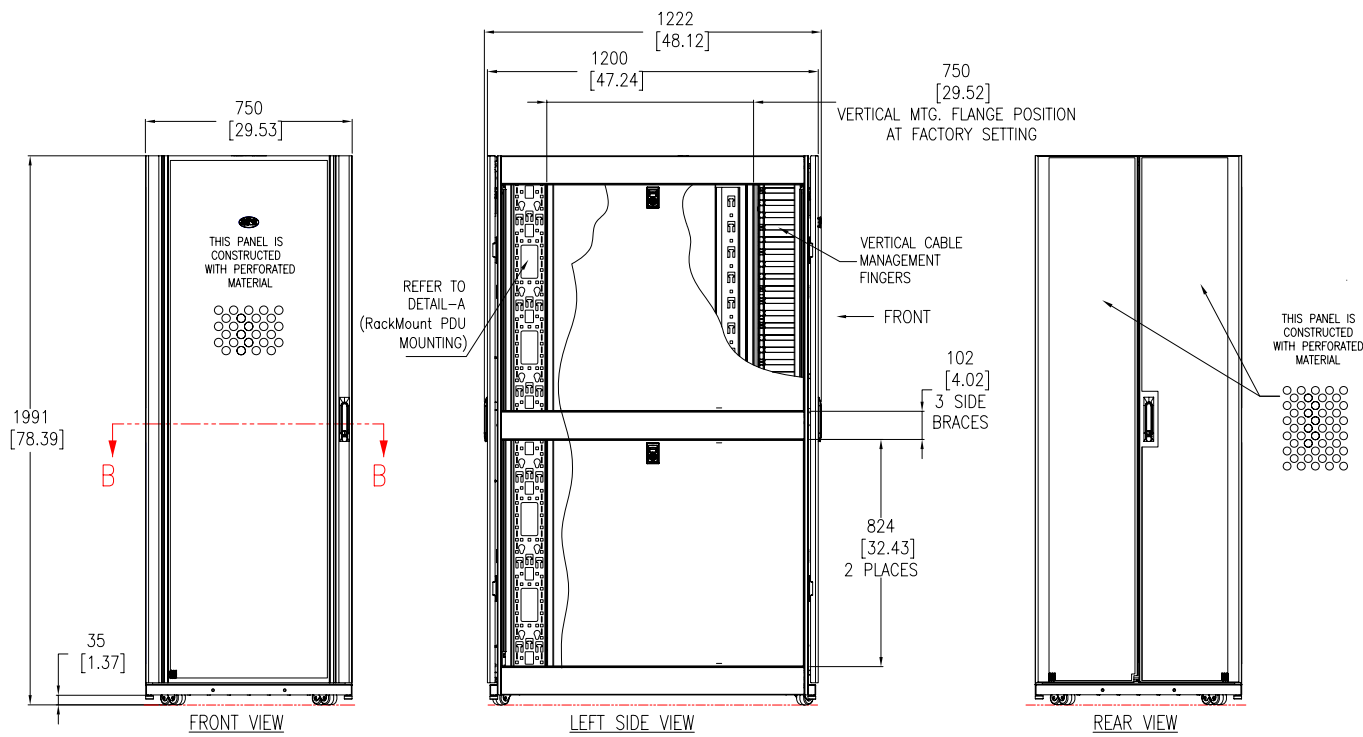 750
[29.53]
THIS PANEL IS
CONSTRUCTED
WITH PERFORATED
MATERIAL
1991
[78.39]
B
B
35
[1.37]
FRONT VIEW
1222
[48.12]
1200
[47.24]
750
[29.52]
VERTICAL MTG. FLANGE POSITION
AT FACTORY SETTING
REFER TO
DETAIL-A
(RackMount PDU
MOUNTING)
VERTICAL CABLE
MANAGEMENT
FINGERS
FRONT
102
[4.02]
3 SIDE
BRACES
824
[32.43]
2 PLACES
LEFT SIDE VIEW
THIS PANEL IS
CONSTRUCTED
WITH PERFORATED
MATERIAL
REAR VIEW